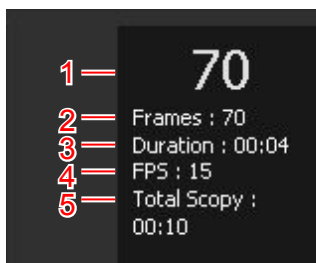 1 70
2 Frames : 70
3 Duration : 00:04
4 FPS : 15
5 Total Scopy :
00:10